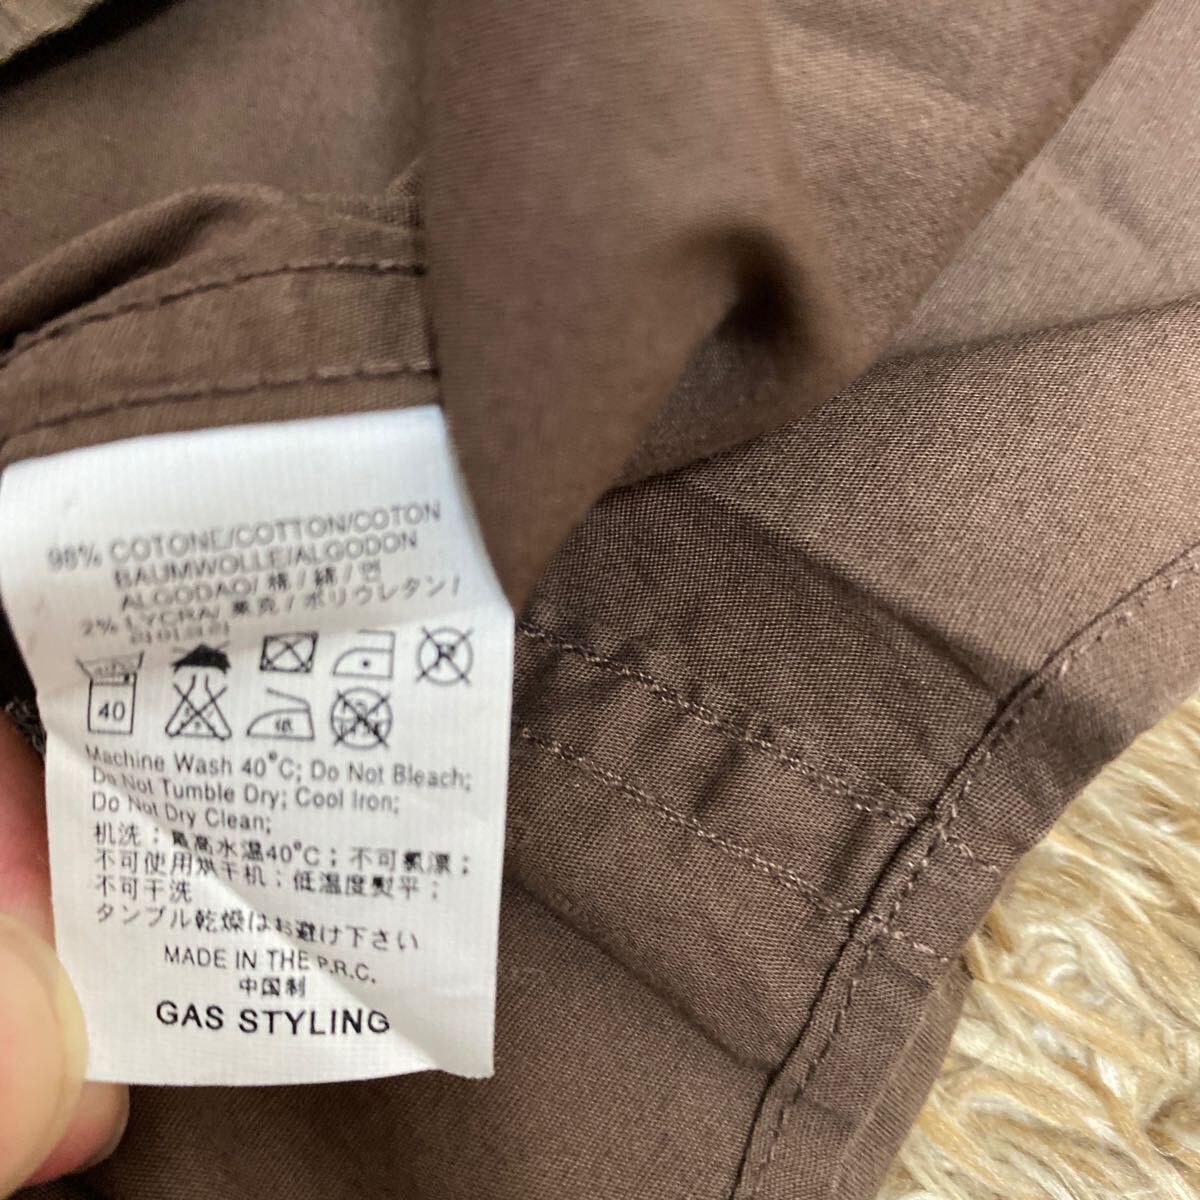 98% COTONE/COTTON/COTON
BAUMWOLLE/ALGODON
ALGODAO/棉/綿/면
2% LYCRA/莱克/ポリウレタン/
40
低
Machine Wash 40°C; Do Not Bleach;
Do Not Tumble Dry; Cool Iron;
Do Not Dry Clean;
机洗；最高水温40°C；不可氯漂；
不可使用烘干机；低温度熨平；
不可干洗
タンブル乾燥はお避け下さい
MADE IN THE P.R.C.
中国制
GAS STYLING